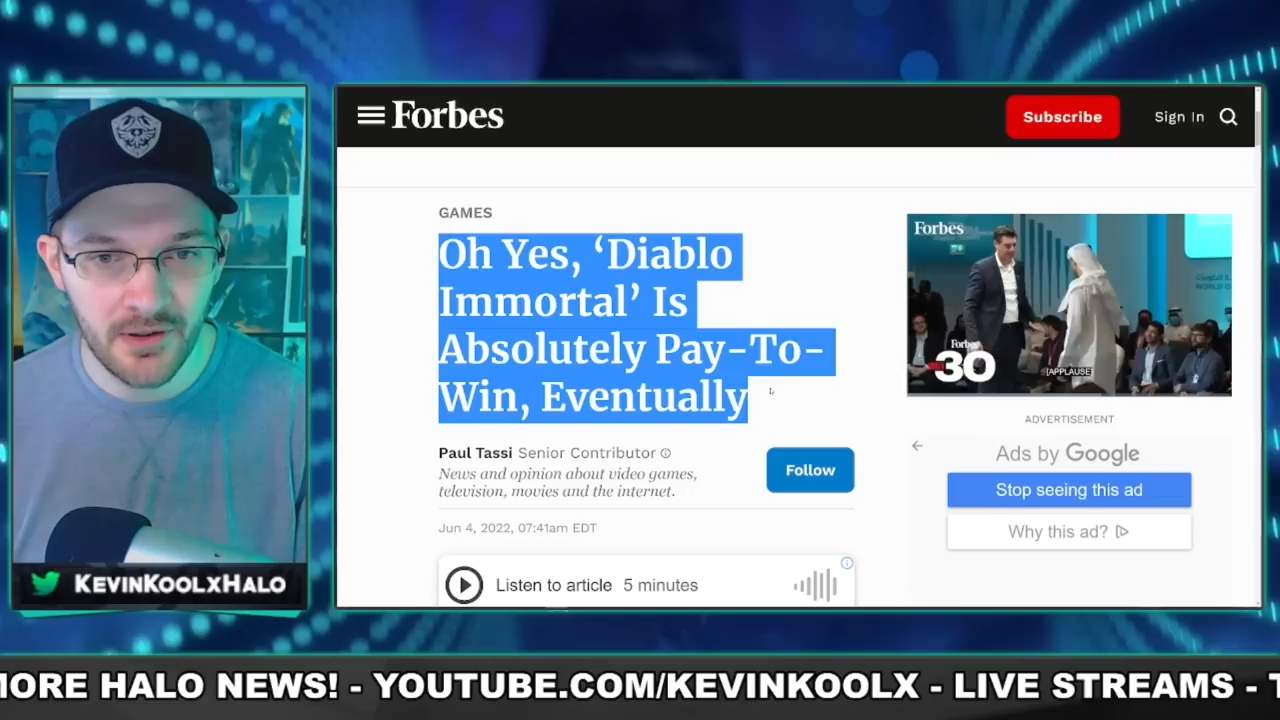 Forbes
Subscribe
Sign In
GAMES
Oh Yes, ‘Diablo
Immortal’ Is
Absolutely Pay-To-
Win, Eventually
Paul Tassi Senior Contributor
News and opinion about video games,
television, movies and the internet.
Follow
Jun 4, 2022, 07:41am EDT
Listen to article 5 minutes
Forbes
Forbes
30
[APPLAUSE]
ADVERTISEMENT
Ads by Google
Stop seeing this ad
Why this ad?
KEVINKOOLXHALO
MORE HALO NEWS! - YOUTUBE.COM/KEVINKOOLX - LIVE STREAMS - T